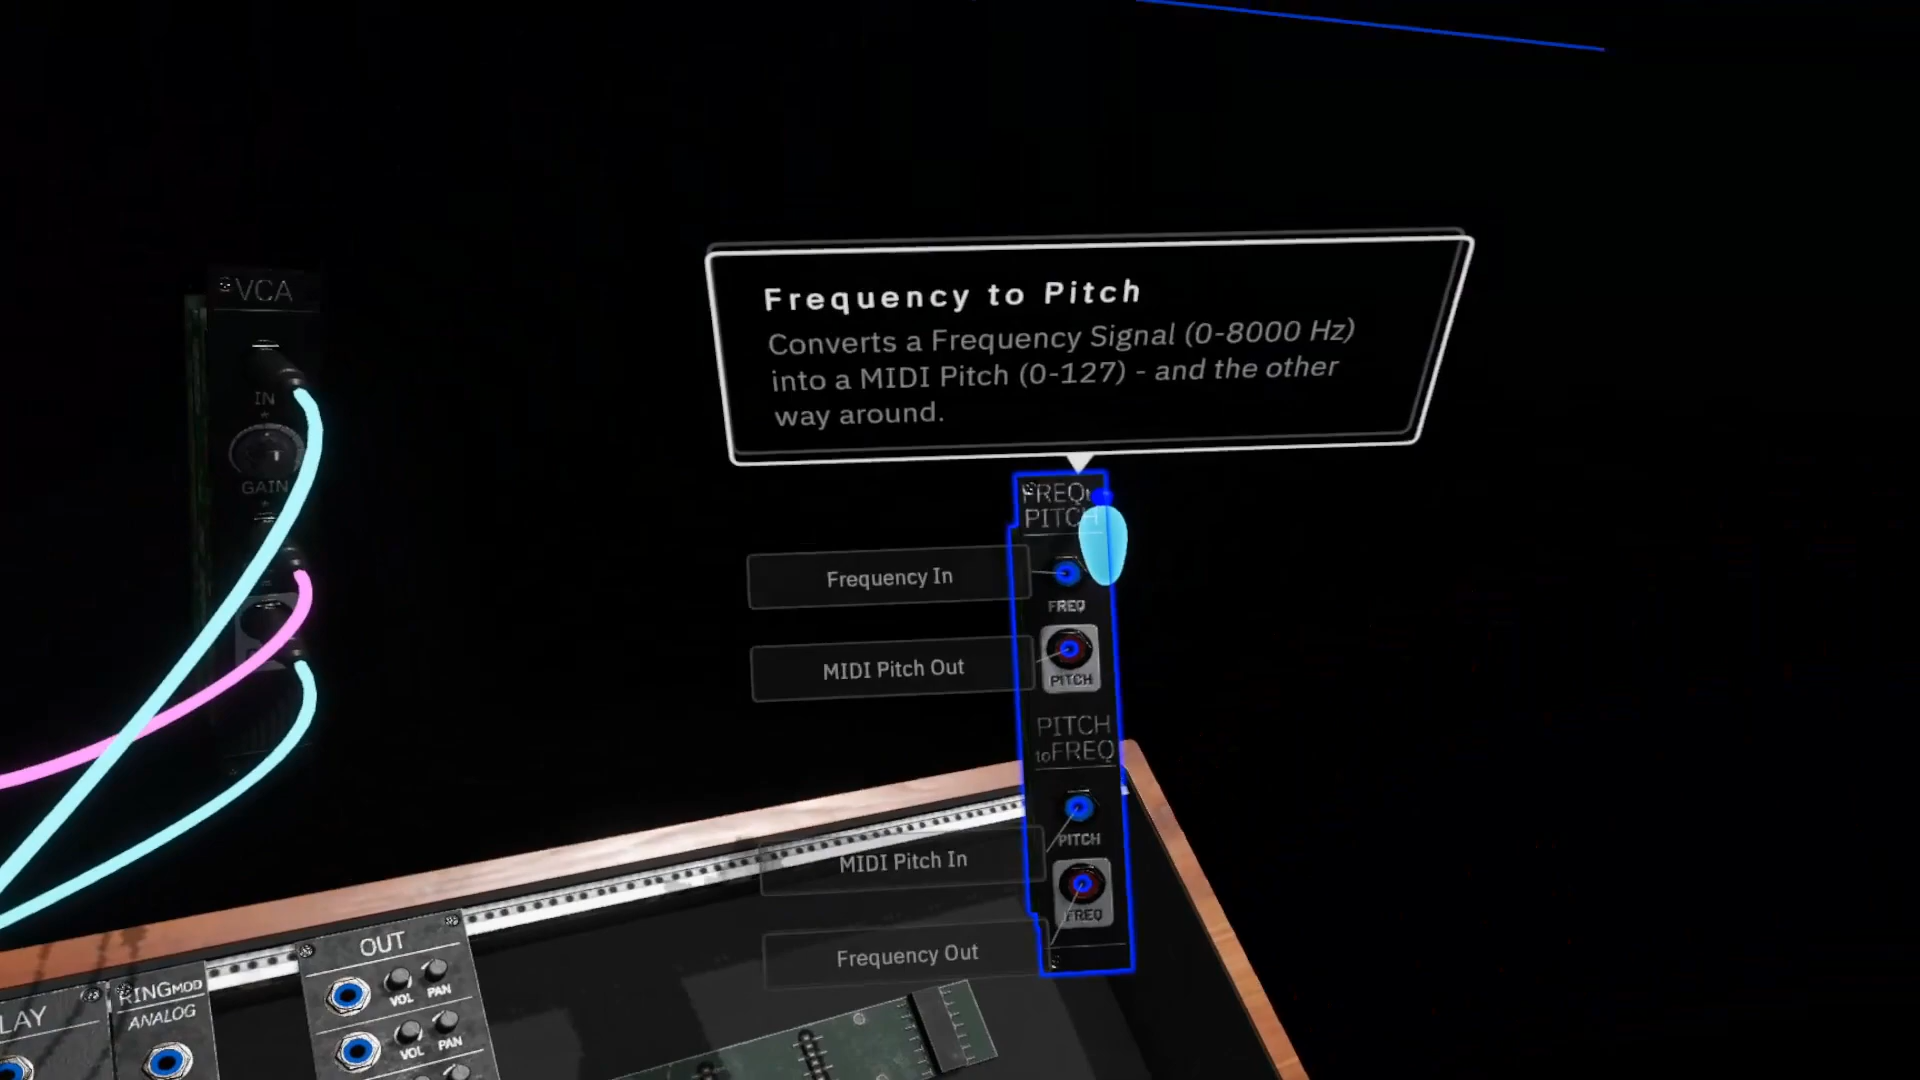 VCA
IN
GAIN
Frequency to Pitch
Converts a Frequency Signal (0-8000 Hz)
into a MIDI Pitch (0-127) - and the other
way around.
FREQ
PITCH
Frequency In
FREQ
MIDI Pitch Out
PITCH
PITCH
toFREQ
MIDI Pitch In
PITCH
Frequency Out
FREQ
OUT
VOL PAN
VOL PAN
RINGMOD
ANALOG
LAY